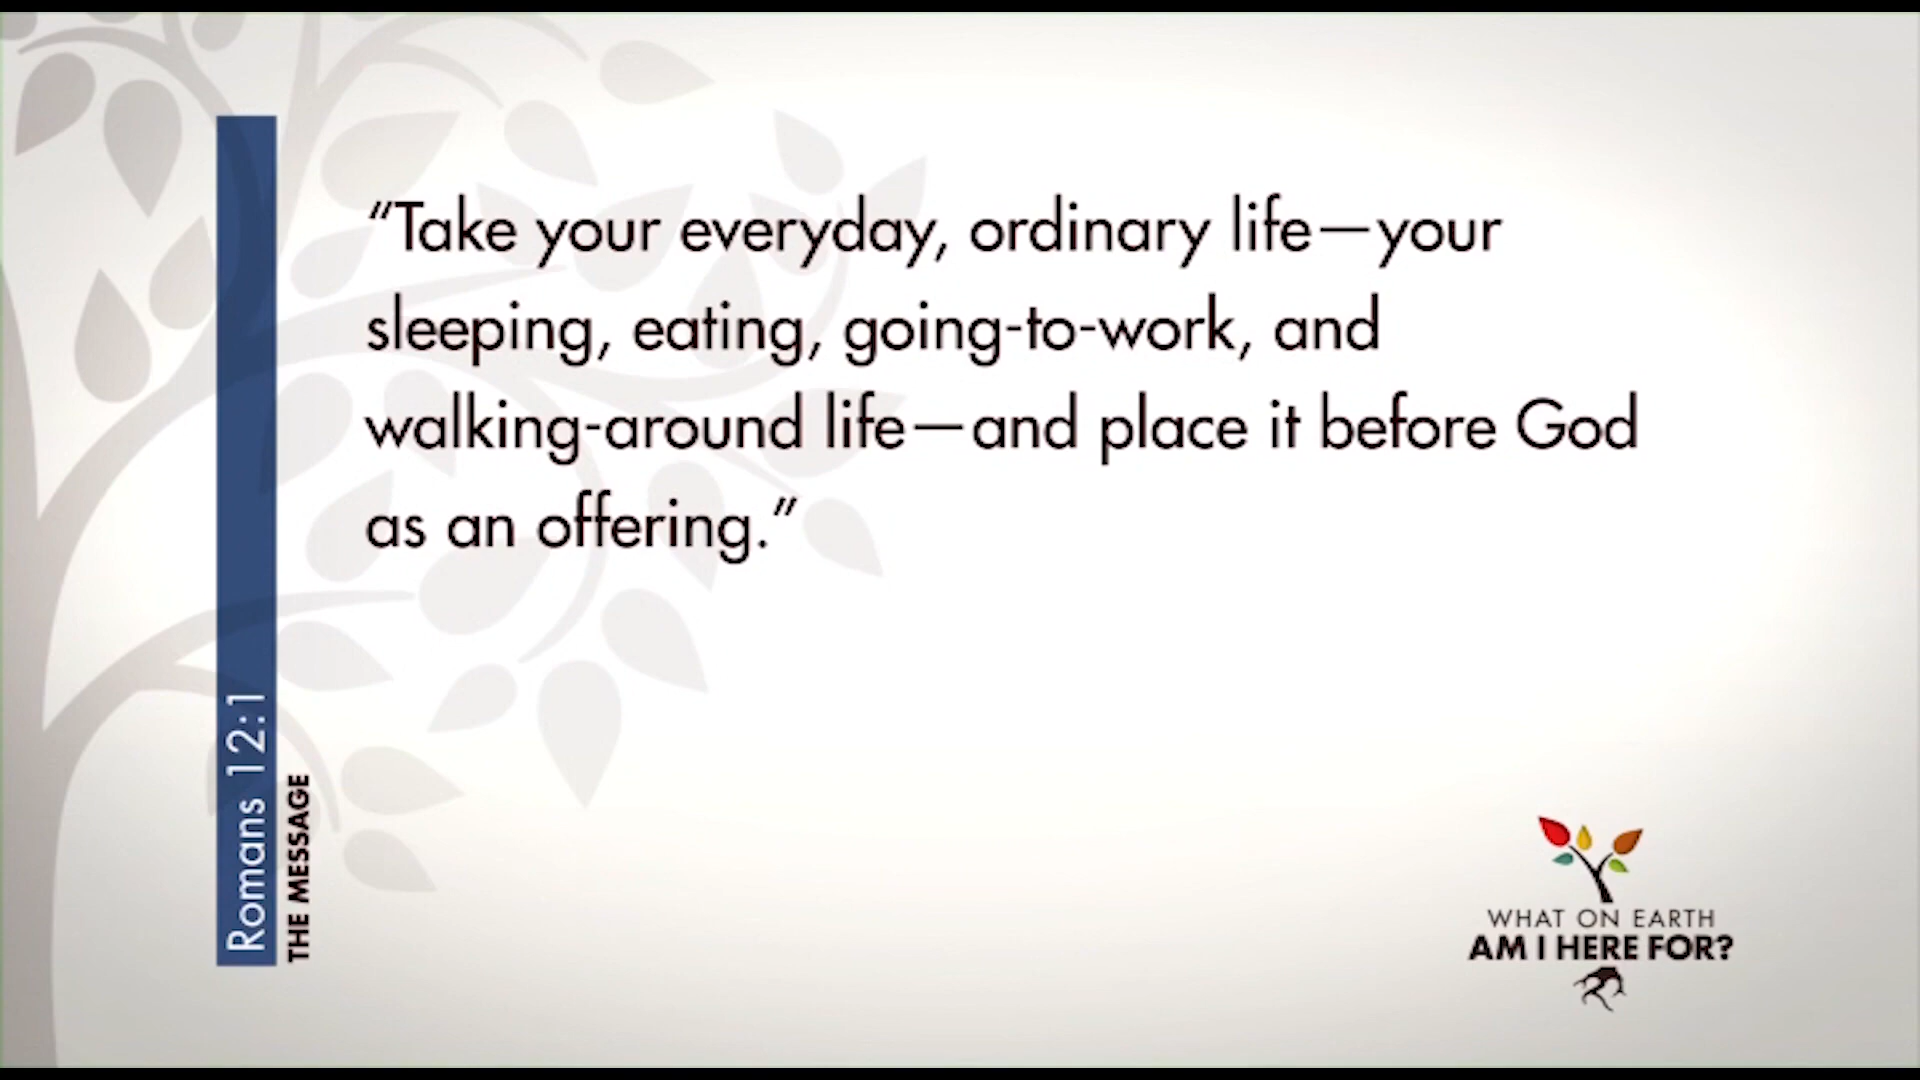 “Take your everyday, ordinary life—your
sleeping, eating, going-to-work, and
walking-around life—and place it before God
as an offering.”
Romans 12:1
THE MESSAGE
WHAT ON EARTH
AM I HERE FOR?